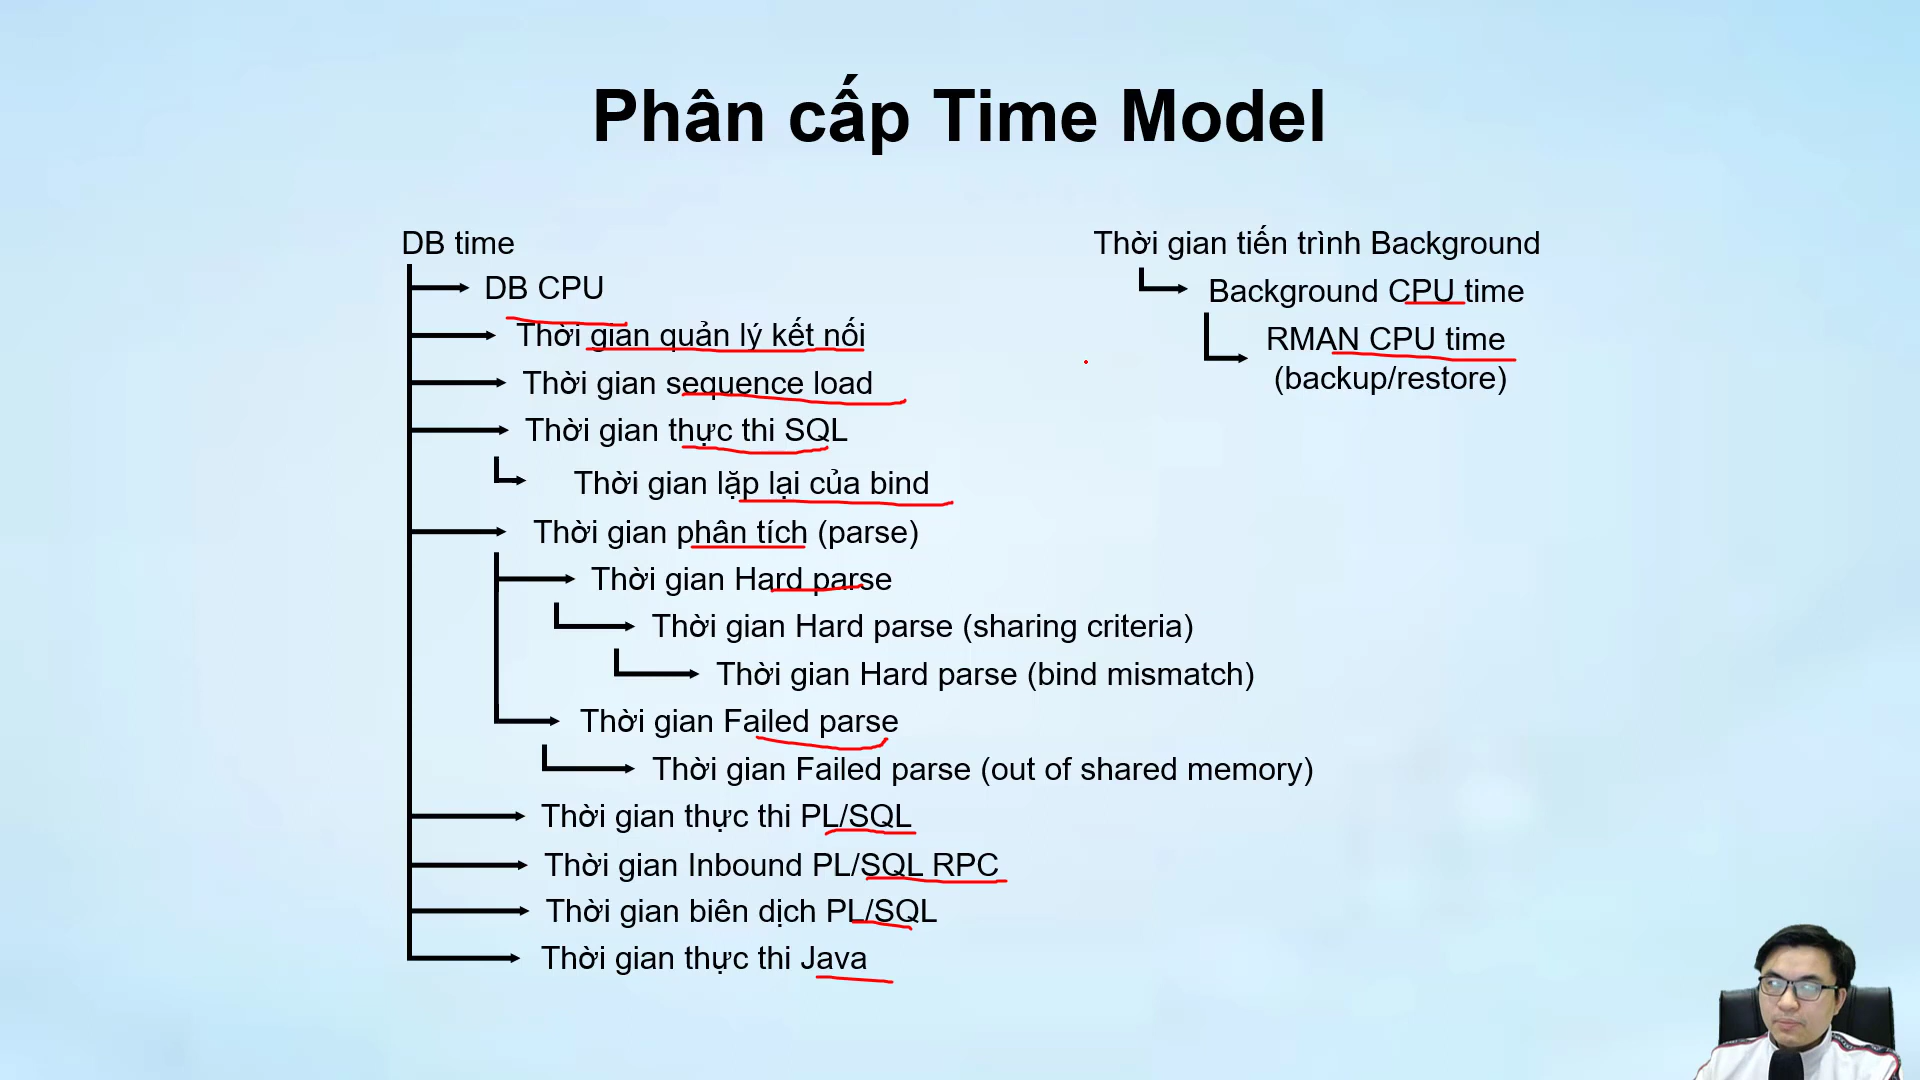 Phân cấp Time Model
DB time
DB CPU
Thời gian quản lý kết nối
Thời gian sequence load
Thời gian thực thi SQL
Thời gian lặp lại của bind
Thời gian phân tích (parse)
Thời gian Hard parse
Thời gian Hard parse (sharing criteria)
Thời gian Hard parse (bind mismatch)
Thời gian Failed parse
Thời gian Failed parse (out of shared memory)
Thời gian thực thi PL/SQL
Thời gian Inbound PL/SQL RPC
Thời gian biên dịch PL/SQL
Thời gian thực thi Java
Thời gian tiến trình Background
Background CPU time
RMAN CPU time
(backup/restore)